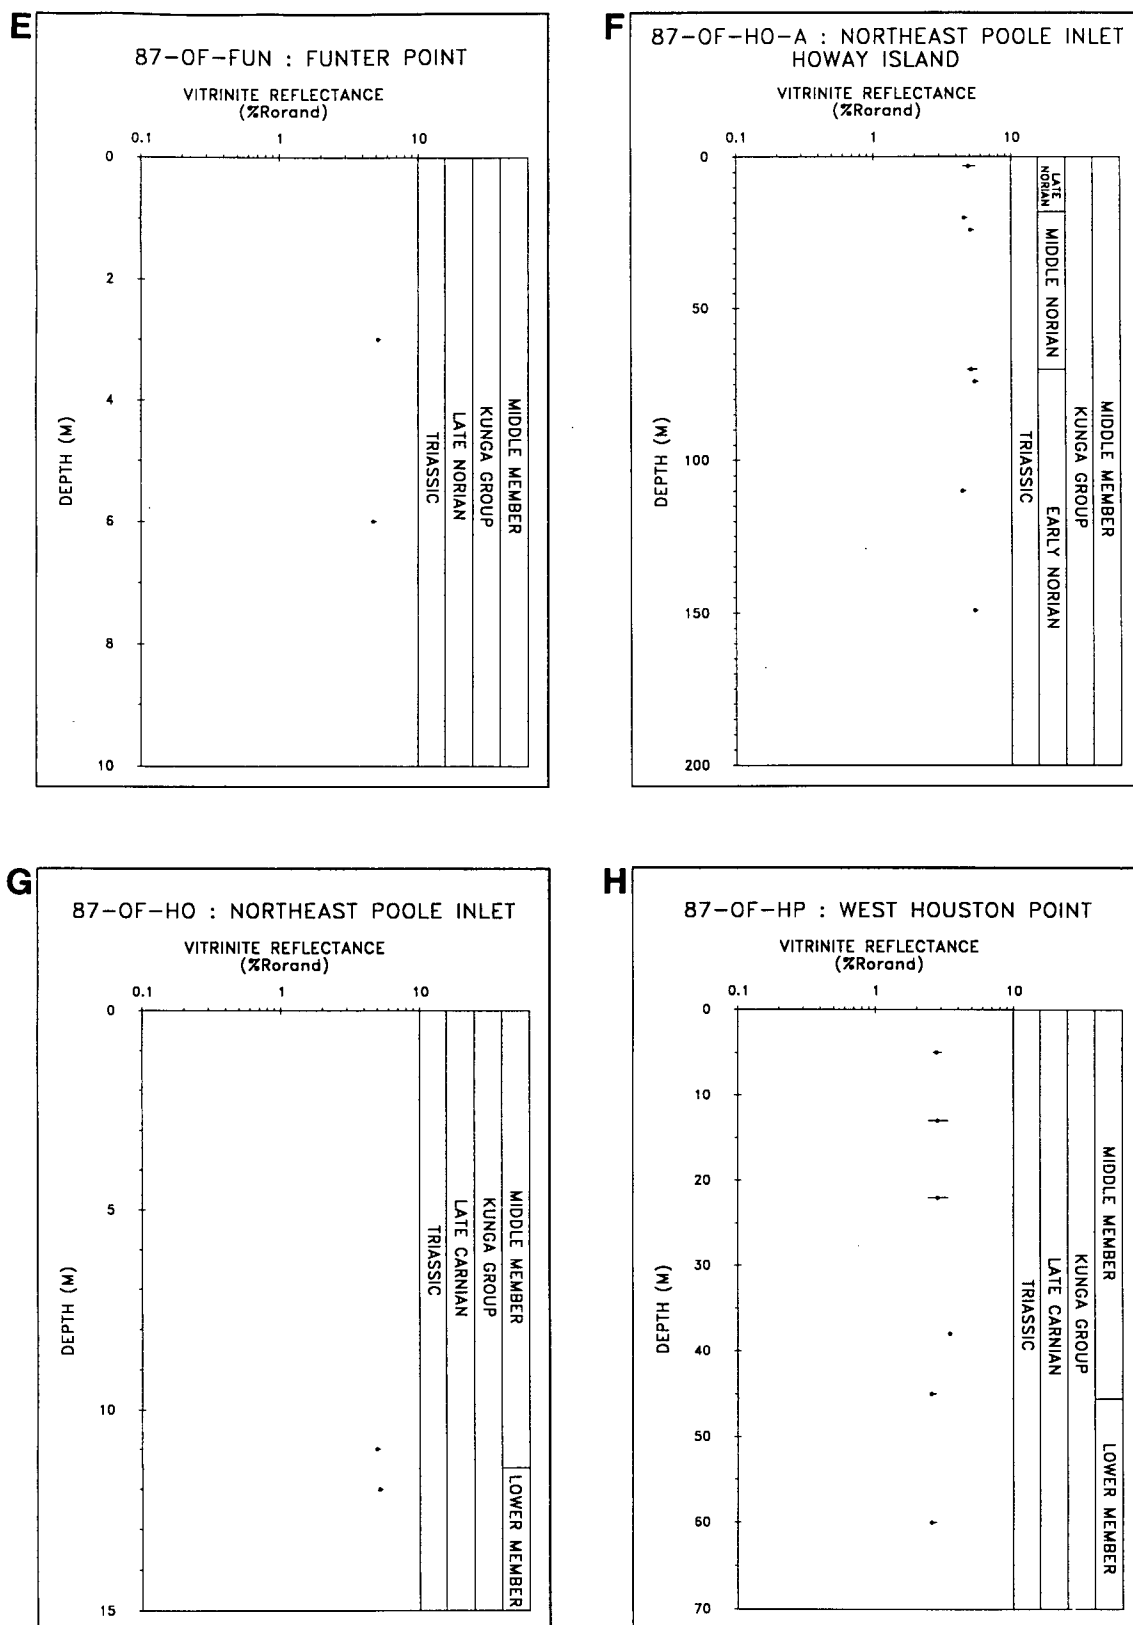 E
87-OF-FUN : FUNTER POINT
VITRINITE REFLECTANCE
(%Rorand)
0.1 1 10
0
2
4
6
8
10
DEPTH (M)
TRIASSIC
LATE NORIAN
KUNGA GROUP
MIDDLE MEMBER
F
87-OF-HO-A : NORTHEAST POOLE INLET
HOWAY ISLAND
VITRINITE REFLECTANCE
(%Rorand)
0.1 1 10
0
50
100
150
200
DEPTH (M)
TRIASSIC
LATE
NORIAN
MIDDLE NORIAN
EARLY NORIAN
KUNGA GROUP
MIDDLE MEMBER
G
87-OF-HO : NORTHEAST POOLE INLET
VITRINITE REFLECTANCE
(%Rorand)
0.1 1 10
0
5
10
15
DEPTH (M)
TRIASSIC
LATE CARNIAN
KUNGA GROUP
MIDDLE MEMBER
LOWER MEMBER
H
87-OF-HP : WEST HOUSTON POINT
VITRINITE REFLECTANCE
(%Rorand)
0.1 1 10
0
10
20
30
40
50
60
70
DEPTH (M)
TRIASSIC
LATE CARNIAN
KUNGA GROUP
MIDDLE MEMBER
LOWER MEMBER